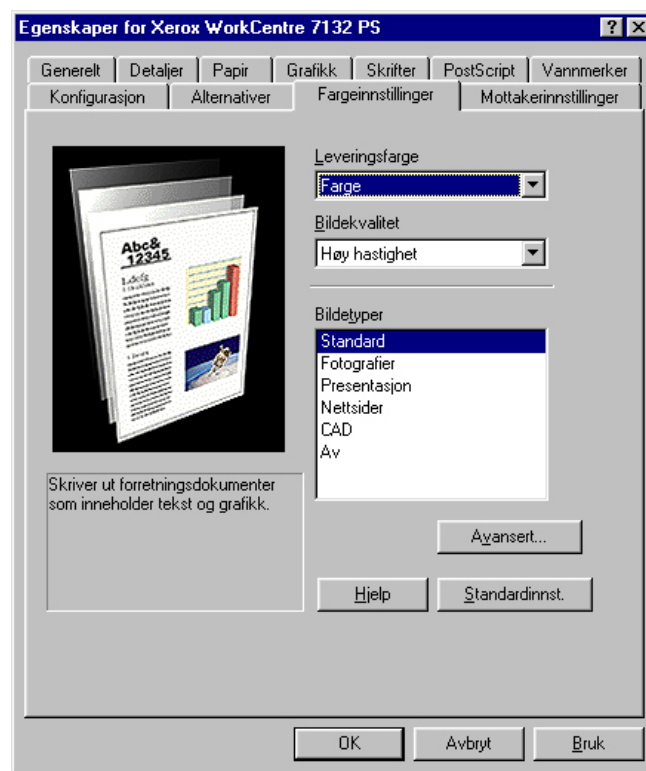 Egenskaper for Xerox WorkCentre 7132 PS
Generelt Detaljer Papir Grafikk Skrifter PostScript Vannmerker
Konfigurasjon Alternativer Fargeinnstillinger Mottakerinnstillinger
Leveringsfarge
Farge
Bildekvalitet
Høy hastighet
Bildetyper
Standard
Fotografier
Presentasjon
Nettsider
CAD
Av
Abc&
12345
Skriver ut forretningsdokumenter
som inneholder tekst og grafikk.
Avansert...
Hjelp Standardinnst.
OK Avbryt Bruk